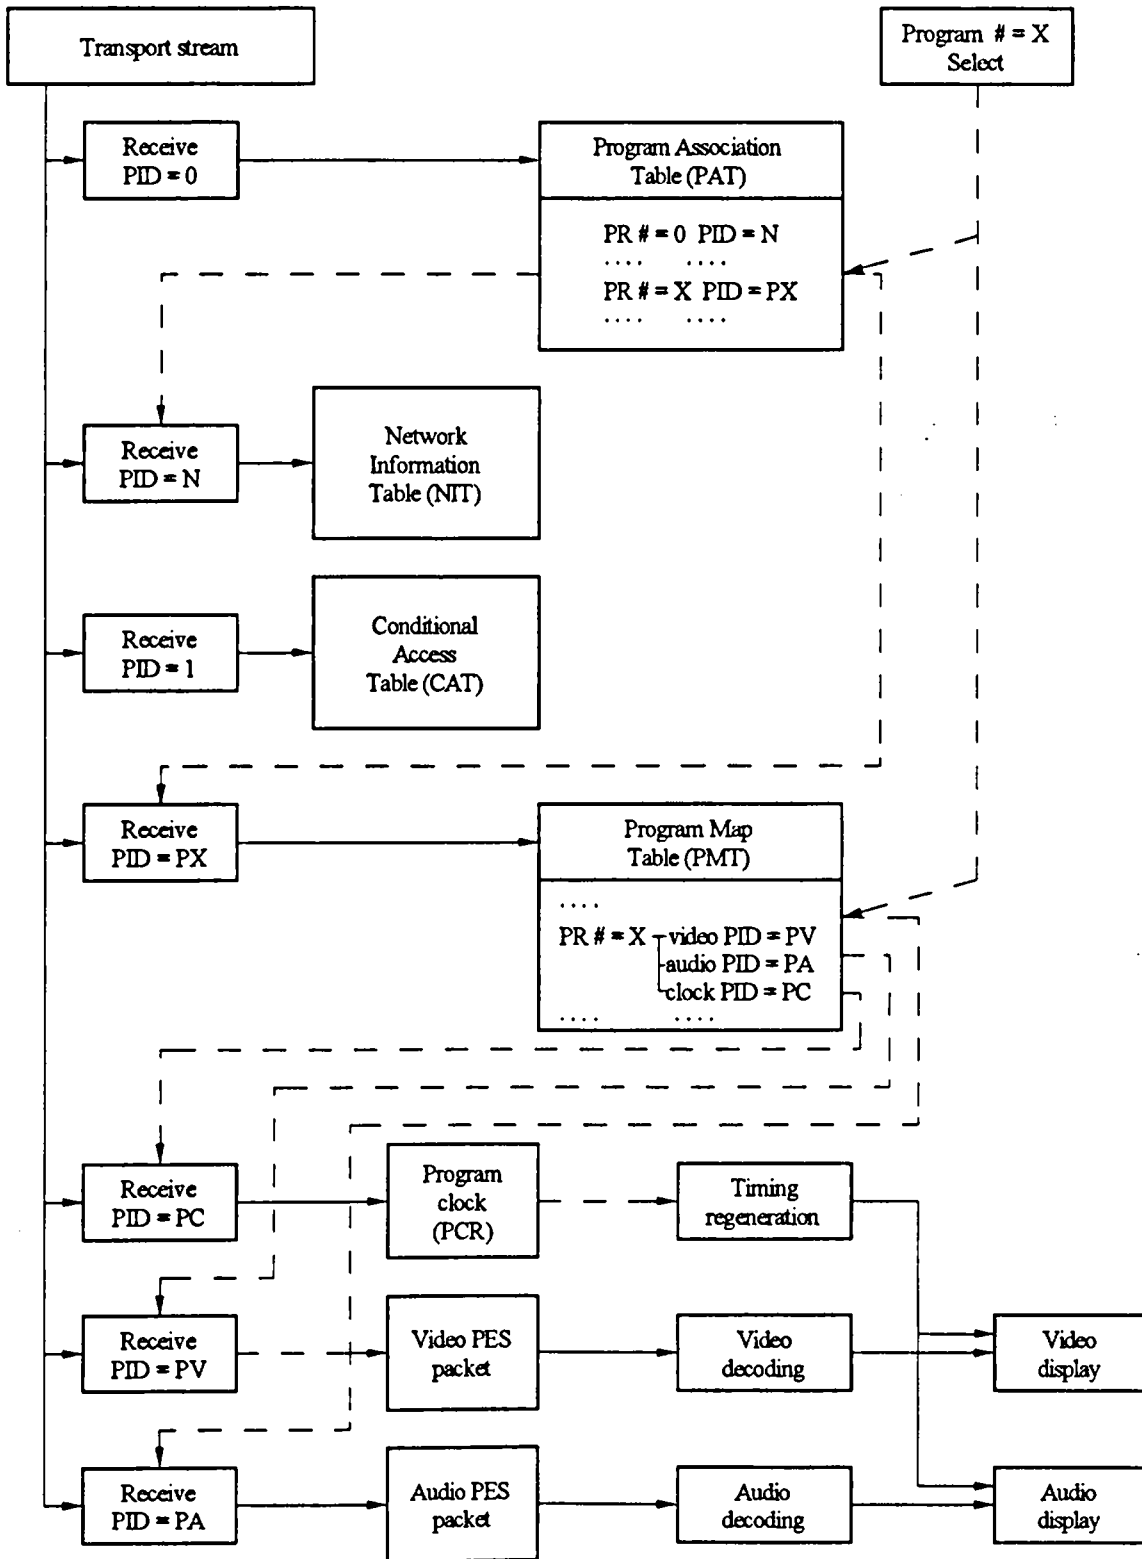 Transport stream
Program # = X
Select
Receive
PID = 0
Program Association
Table (PAT)
PR # = 0 PID = N
.... ....
PR # = X PID = PX
.... ....
Receive
PID = N
Network
Information
Table (NIT)
Receive
PID = 1
Conditional
Access
Table (CAT)
Receive
PID = PX
Program Map
Table (PMT)
....
PR # = X video PID = PV
audio PID = PA
clock PID = PC
.... ....
Receive
PID = PC
Program
clock
(PCR)
Timing
regeneration
Receive
PID = PV
Video PES
packet
Video
decoding
Video
display
Receive
PID = PA
Audio PES
packet
Audio
decoding
Audio
display